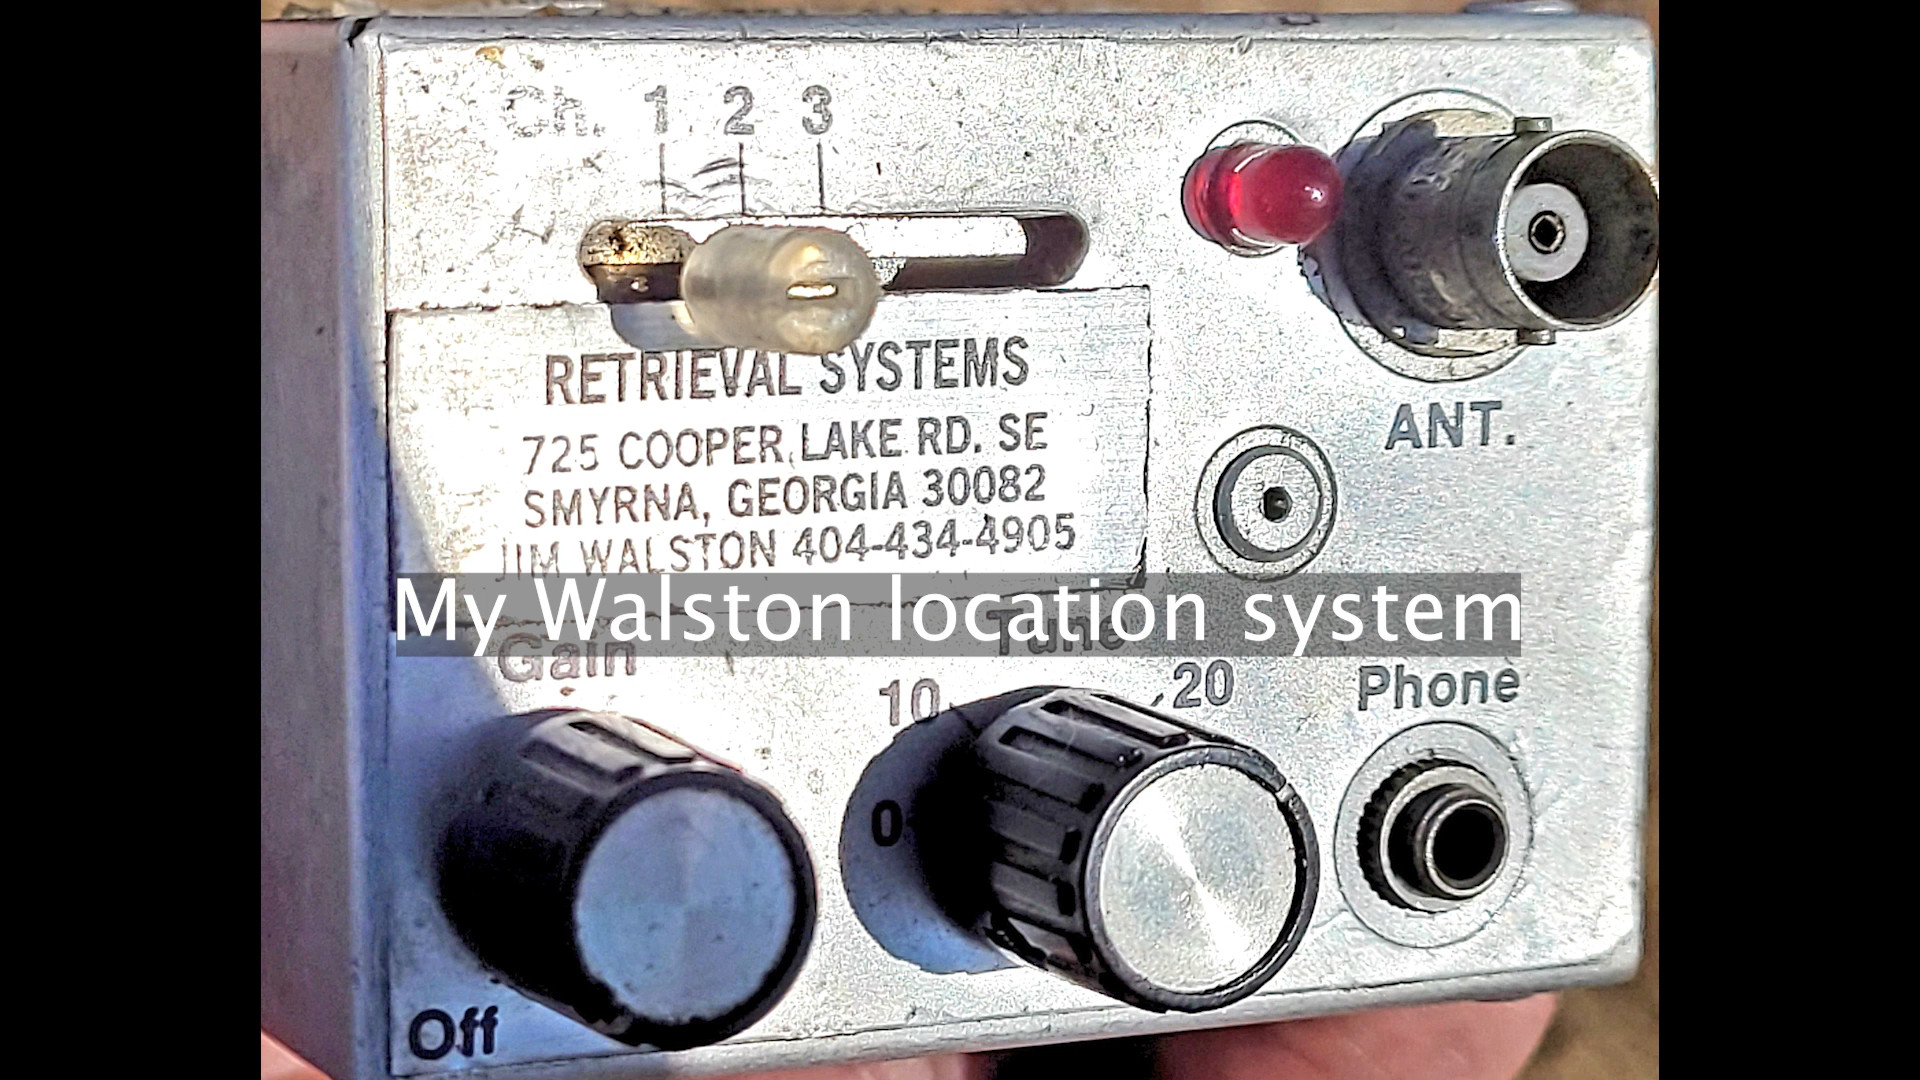 Ch. 1 2 3
RETRIEVAL SYSTEMS
725 COOPER LAKE RD. SE
SMYRNA, GEORGIA 30082
JIM WALSTON 404-434-4905
ANT.
My Walston location system
Gain
Tune
10
20
Phone
0
Off